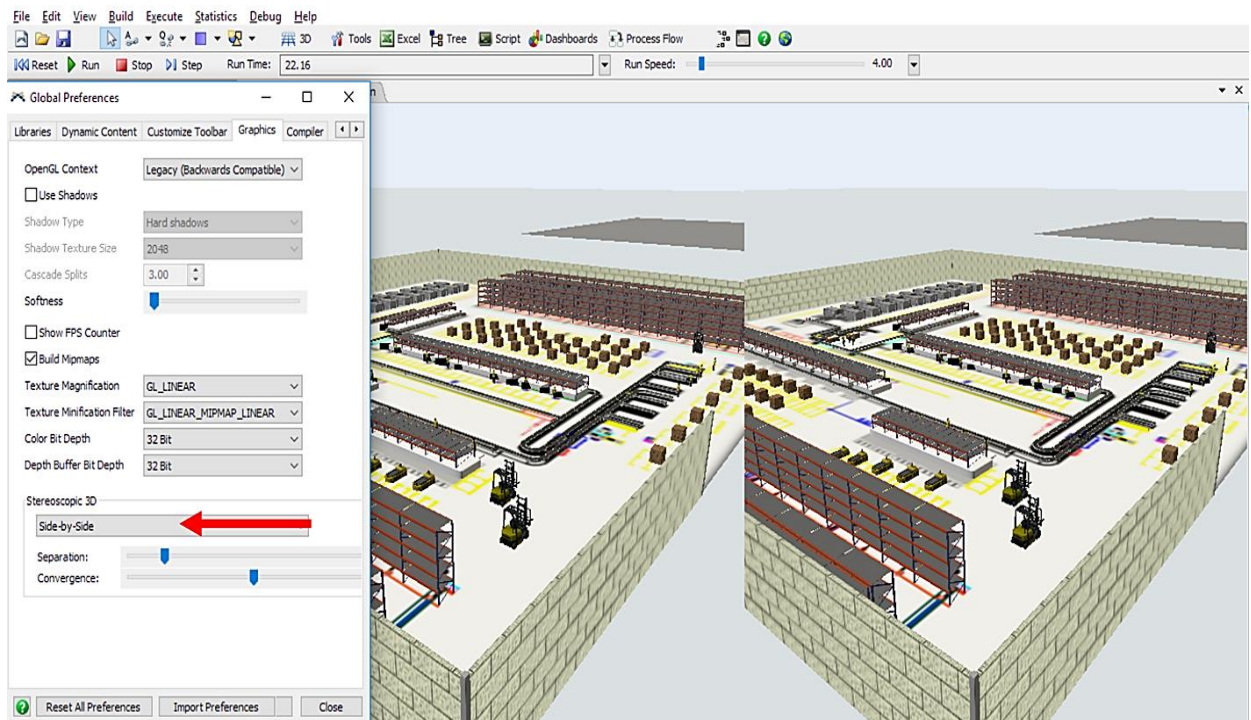 File Edit View Build Execute Statistics Debug Help
3D Tools Excel Tree Script Dashboards Process Flow
Reset Run Stop Step Run Time: 22.16 Run Speed: 4.00
Global Preferences
n
Libraries Dynamic Content Customize Toolbar Graphics Compiler
OpenGL Context Legacy (Backwards Compatible)
Use Shadows
Shadow Type Hard shadows
Shadow Texture Size 2048
Cascade Splits 3.00
Softness
Show FPS Counter
Build Mipmaps
Texture Magnification GL_LINEAR
Texture Minification Filter GL_LINEAR_MIPMAP_LINEAR
Color Bit Depth 32 Bit
Depth Buffer Bit Depth 32 Bit
Stereoscopic 3D
Side-by-Side
Separation:
Convergence:
Reset All Preferences Import Preferences Close